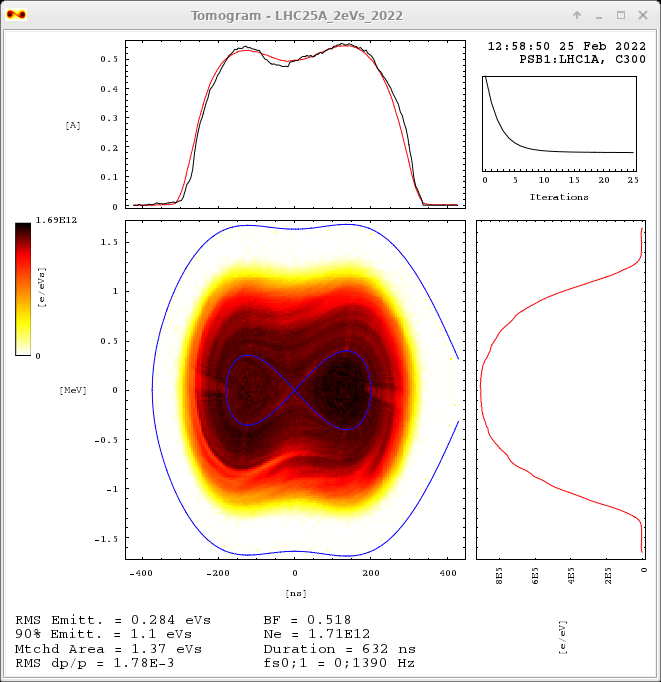 Tomogram - LHC25A_2eVs_2022
12:58:50 25 Feb 2022
PSB1:LHC1A, C300
0.5
0.4
0.3
0.2
0.1
0
[A]
0 5 10 15 20 25
Iterations
1.69E12
[e/eVs]
0
1.5
1
0.5
0
-0.5
-1
-1.5
[MeV]
-400 -200 0 200 400
[ns]
8E5 6E5 4E5 2E5 0
[e/eV]
RMS Emitt. = 0.284 eVs
90% Emitt. = 1.1 eVs
Mtchd Area = 1.37 eVs
RMS dp/p = 1.78E-3
BF = 0.518
Ne = 1.71E12
Duration = 632 ns
fs0;1 = 0;1390 Hz